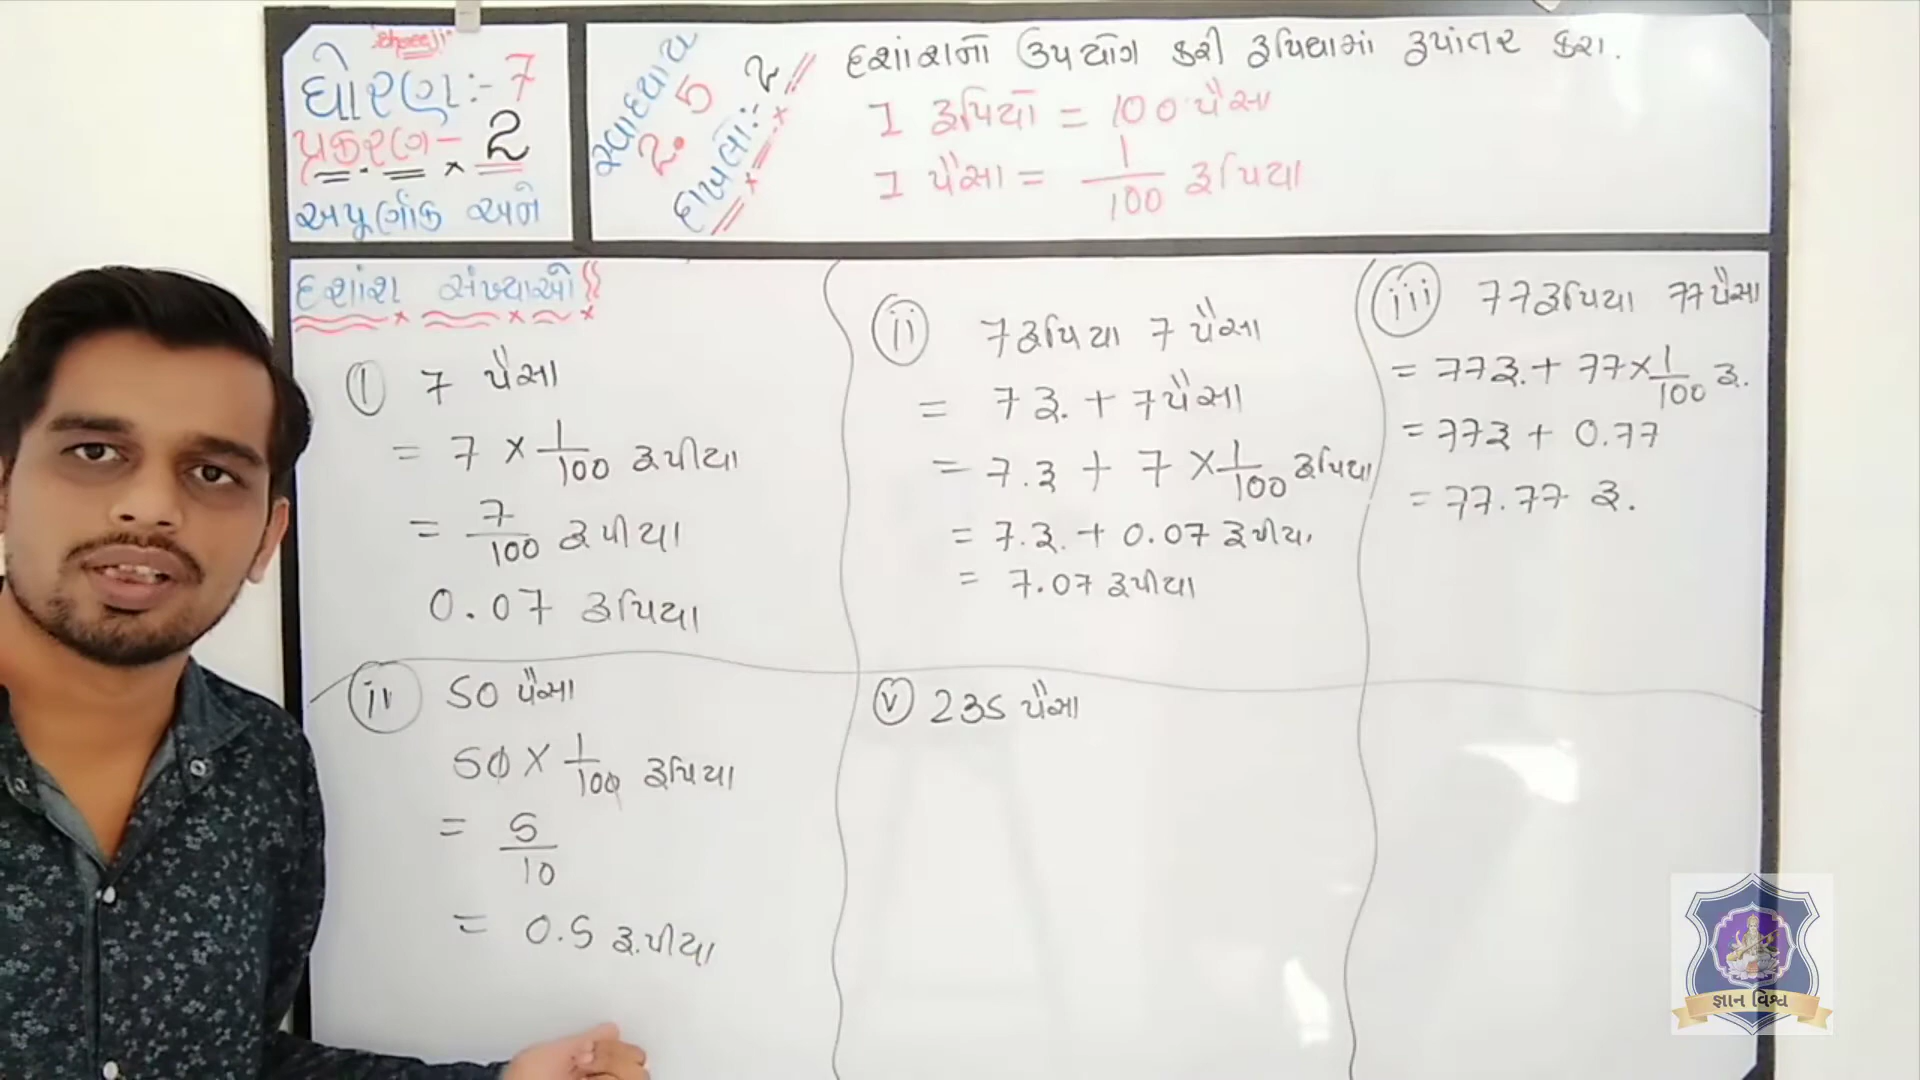 Shreeji
ધોરણ:- 7
પ્રકરણ- 2
અપૂર્ણાંક અને
દશાંશ સંખ્યાઓ
સ્વાધ્યાય
2.5
દાખલો:- 2
દશાંશનો ઉપયોગ કરી રૂપિયામાં રૂપાંતર કરો.
1 રૂપિયો = 100 પૈસા
1 પૈસા = 1/100 રૂપિયા
(i) 7 પૈસા
= 7 × 1/100 રૂપીયા
= 7/100 રૂપીયા
0.07 રૂપિયા
(ii) 7 રૂપિયા 7 પૈસા
= 7 રૂ. + 7 પૈસા
= 7.રૂ + 7 × 1/100 રૂપિયા
= 7.રૂ. + 0.07 રૂપીયા
= 7.07 રૂપીયા
(iii) 77 રૂપિયા 77 પૈસા
= 77 રૂ. + 77 × 1/100 રૂ.
= 77 રૂ + 0.77
= 77.77 રૂ.
(iv) 50 પૈસા
50 × 1/100 રૂપિયા
= 5/10
= 0.5 રૂ.પીયા
(v) 235 પૈસા
જ્ઞાન વિશ્વ